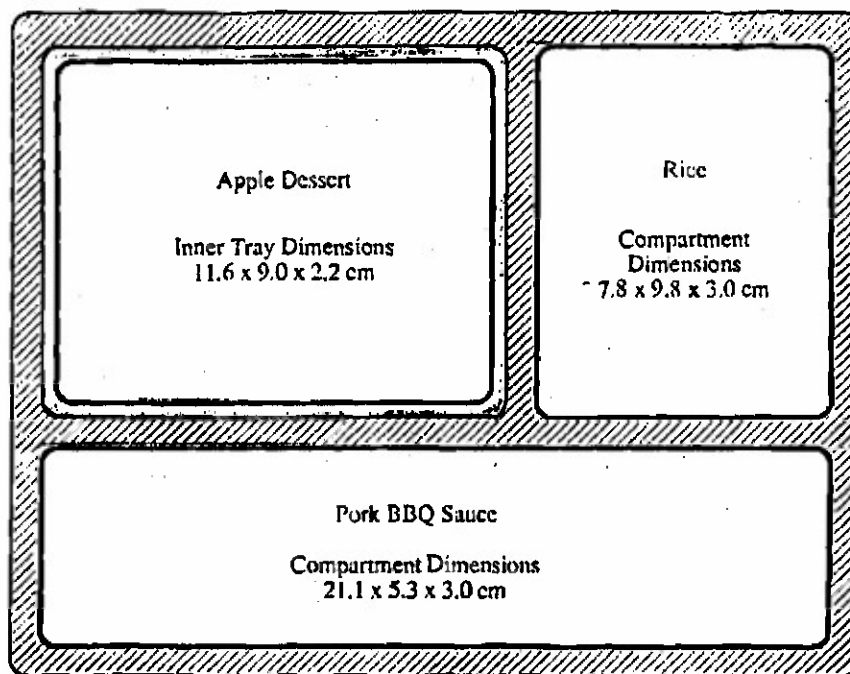 Apple Dessert
Inner Tray Dimensions
11.6 x 9.0 x 2.2 cm
Rice
Compartment
Dimensions
7.8 x 9.8 x 3.0 cm
Pork BBQ Sauce
Compartment Dimensions
21.1 x 5.3 x 3.0 cm